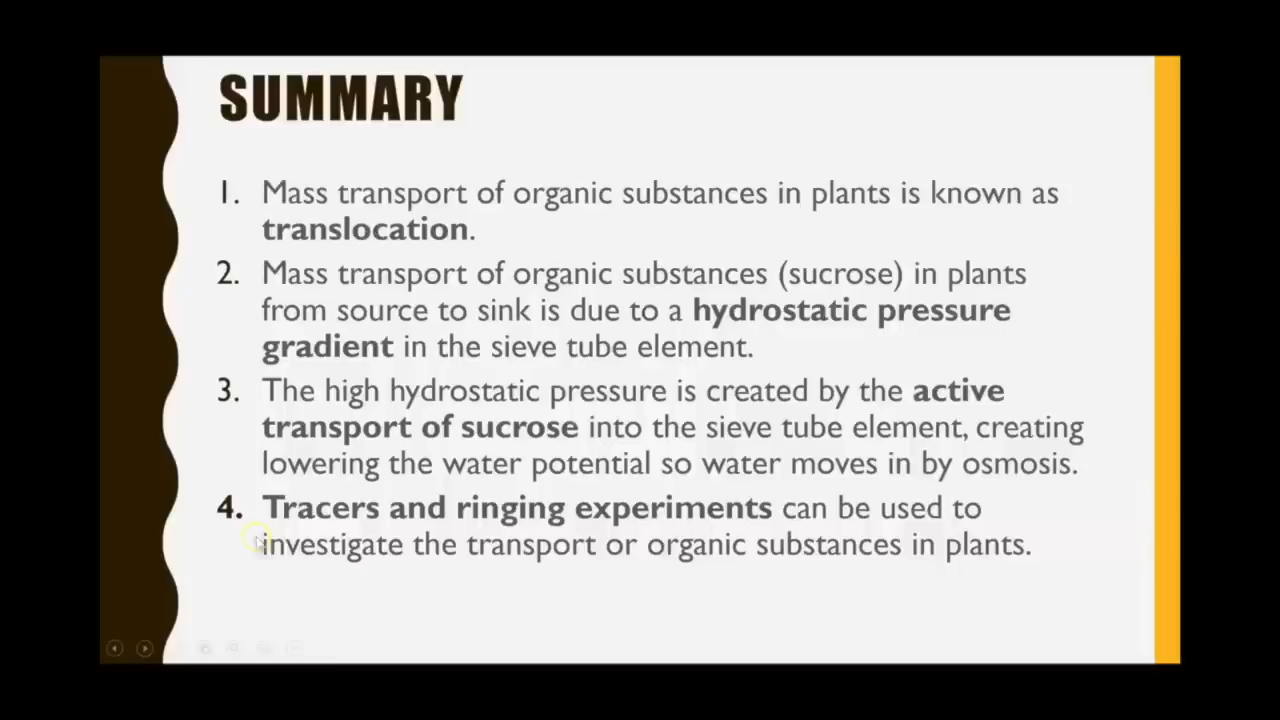 SUMMARY
1. Mass transport of organic substances in plants is known as
translocation.
2. Mass transport of organic substances (sucrose) in plants
from source to sink is due to a hydrostatic pressure
gradient in the sieve tube element.
3. The high hydrostatic pressure is created by the active
transport of sucrose into the sieve tube element, creating
lowering the water potential so water moves in by osmosis.
4. Tracers and ringing experiments can be used to
investigate the transport or organic substances in plants.